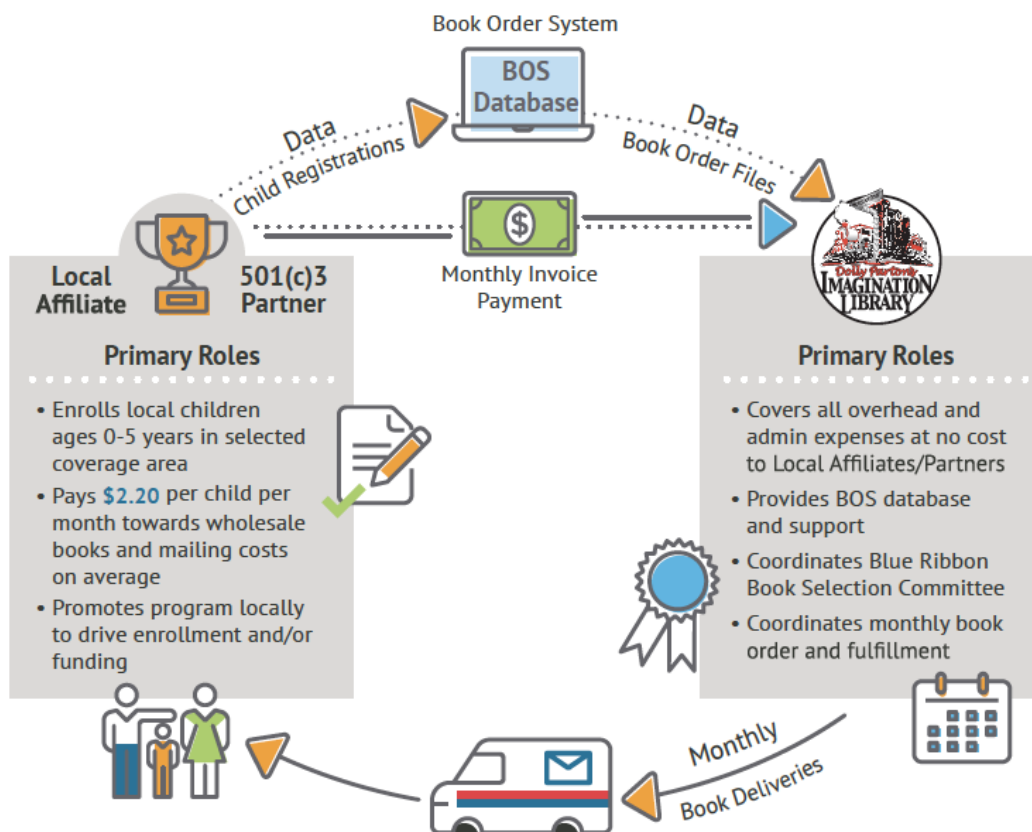 Book Order System
BOS
Database
Data
Child Registrations
Data
Book Order Files
$
Monthly Invoice
Payment
Local
Affiliate
501(c)3
Partner
Primary Roles
• Enrolls local children
ages 0-5 years in selected
coverage area
• Pays $2.20 per child per
month towards wholesale
books and mailing costs
on average
• Promotes program locally
to drive enrollment and/or
funding
Dolly Parton's
IMAGINATION
LIBRARY
Primary Roles
• Covers all overhead and
admin expenses at no cost
to Local Affiliates/Partners
• Provides BOS database
and support
• Coordinates Blue Ribbon
Book Selection Committee
• Coordinates monthly book
order and fulfillment
Monthly
Book Deliveries